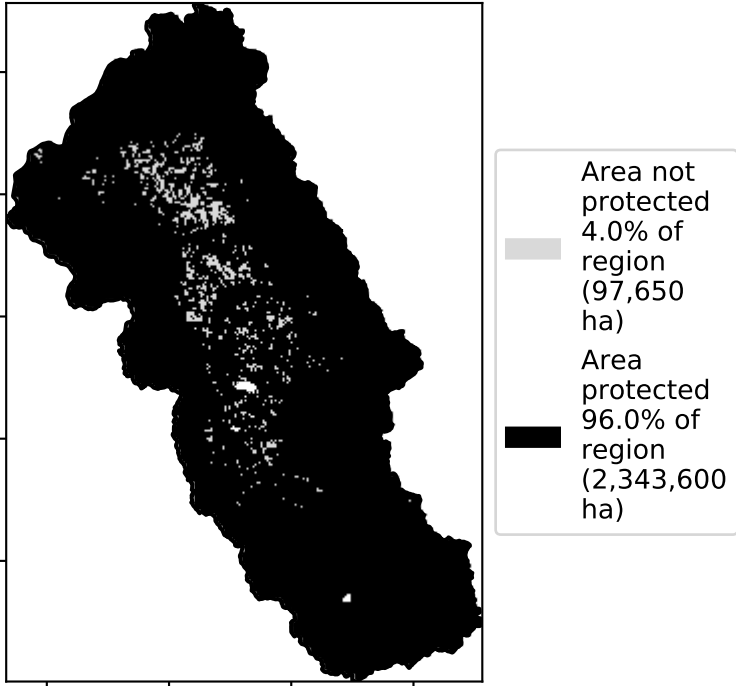 Area not
protected
4.0% of
region
(97,650
ha)
Area
protected
96.0% of
region
(2,343,600
ha)